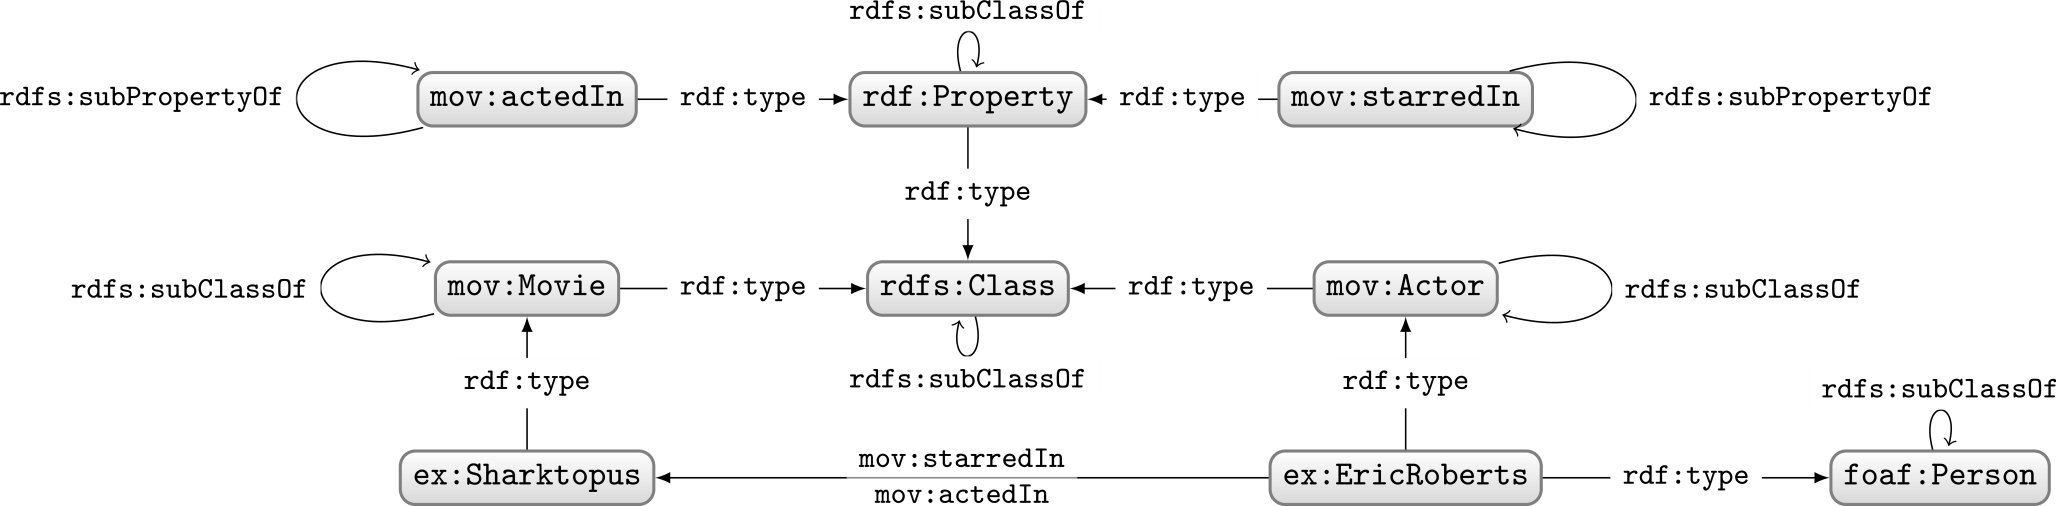 rdfs:subClassOf
rdfs:subPropertyOf
mov:actedIn
rdf:type
rdf:Property
rdf:type
mov:starredIn
rdfs:subPropertyOf
rdf:type
rdfs:subClassOf
mov:Movie
rdf:type
rdfs:Class
rdf:type
mov:Actor
rdfs:subClassOf
rdf:type
rdfs:subClassOf
rdf:type
rdfs:subClassOf
ex:Sharktopus
mov:starredIn
mov:actedIn
ex:EricRoberts
rdf:type
foaf:Person